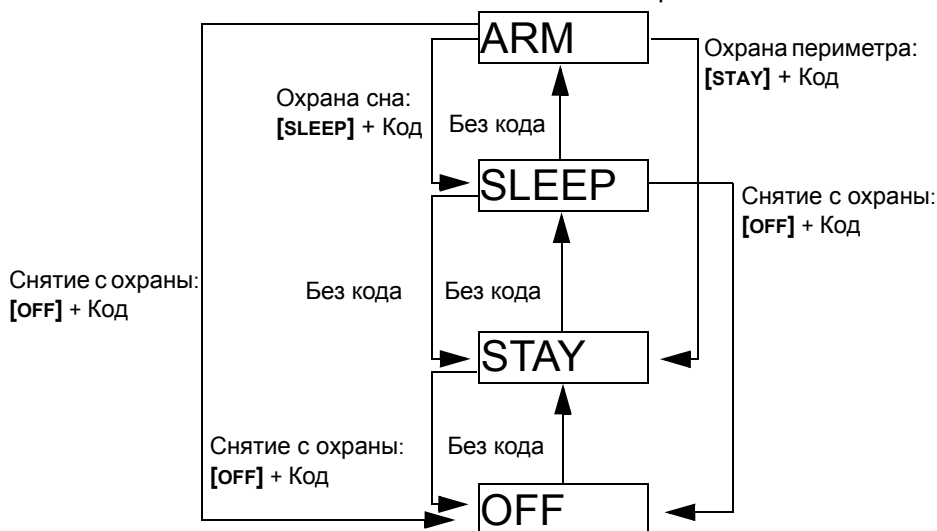 ARM
Охрана периметра:
[STAY] + Код
Охрана сна:
[SLEEP] + Код
Без кода
SLEEP
Снятие с охраны:
[OFF] + Код
Снятие с охраны:
[OFF] + Код
Без кода
Без кода
STAY
Снятие с охраны:
[OFF] + Код
Без кода
OFF